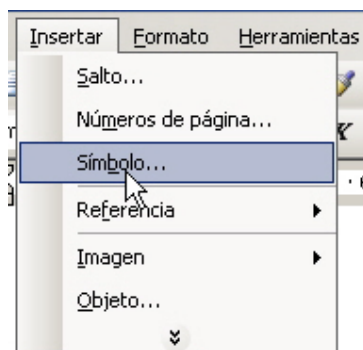 Insertar Formato Herramientas
Salto...
Números de página...
Símbolo...
Referencia
Imagen
Objeto...